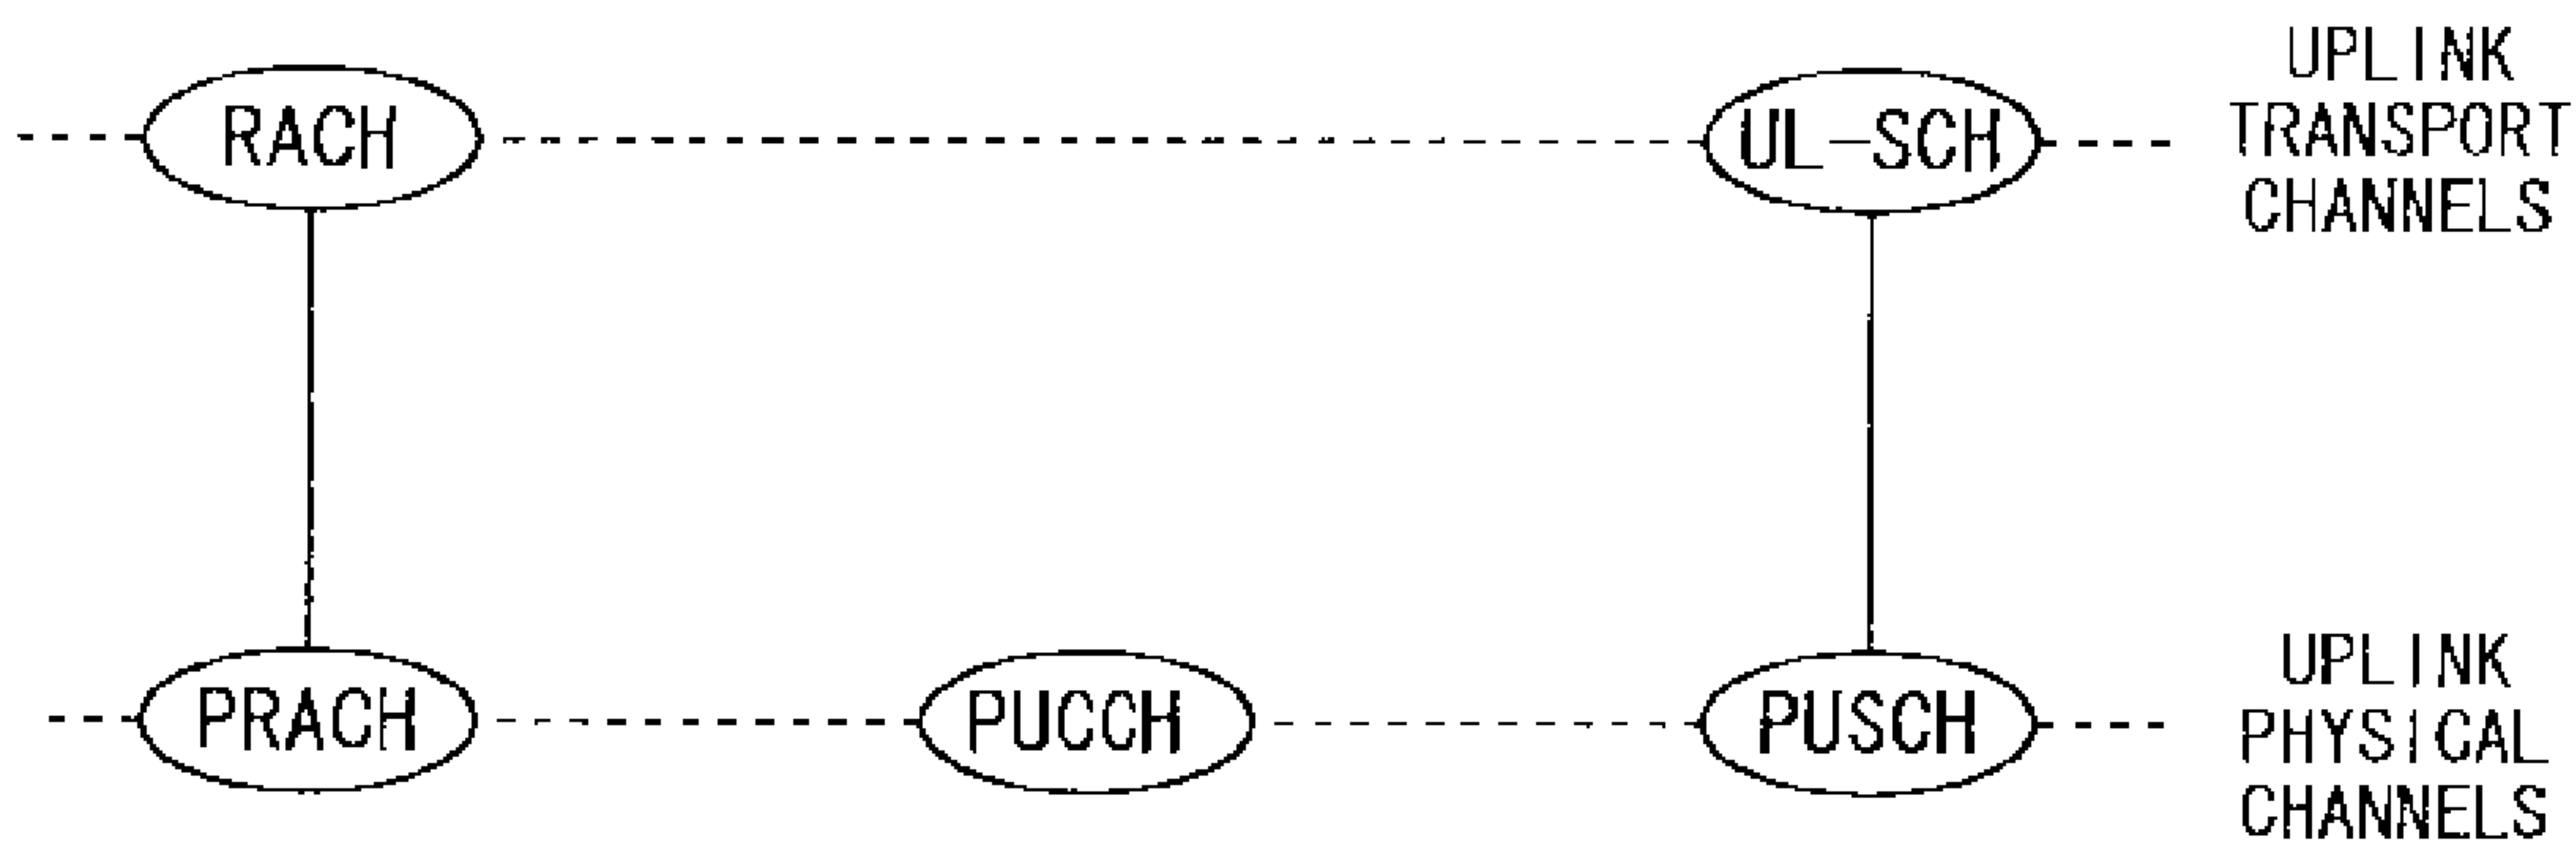 RACH
UL-SCH
UPLINK
TRANSPORT
CHANNELS
PRACH
PUCCH
PUSCH
UPLINK
PHYSICAL
CHANNELS